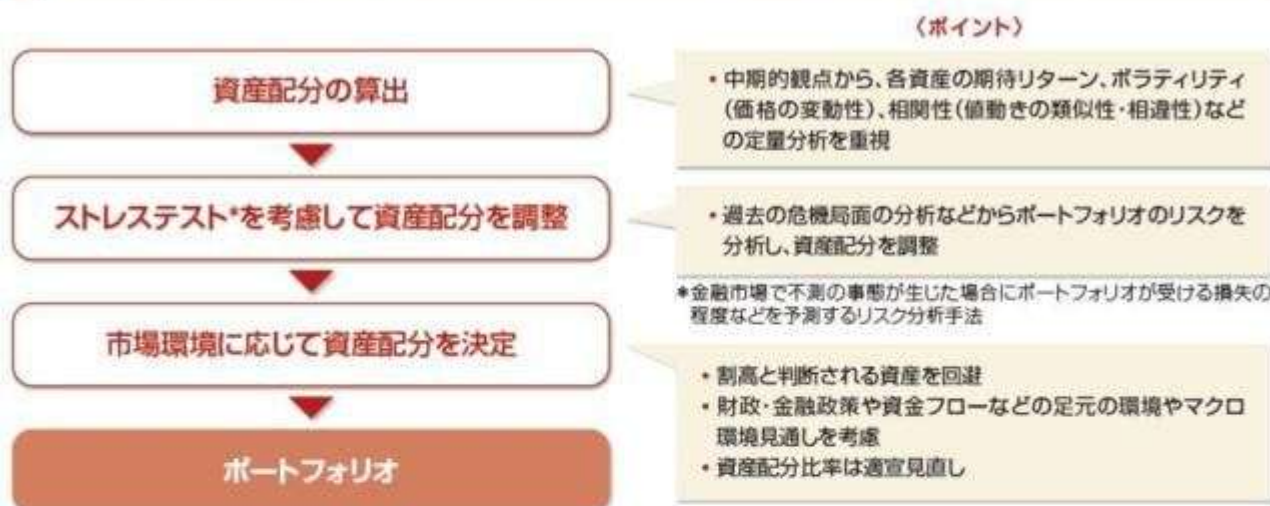 〈ポイント〉
資産配分の算出
・中期的観点から、各資産の期待リターン、ボラティリティ
(価格の変動性)、相関性(値動きの類似性・相違性)など
の定量分析を重視
ストレステスト*を考慮して資産配分を調整
・過去の危機局面の分析などからポートフォリオのリスクを
分析し、資産配分を調整
*金融市場で不測の事態が生じた場合にポートフォリオが受ける損失の
程度などを予測するリスク分析手法
市場環境に応じて資産配分を決定
・割高と判断される資産を回避
・財政・金融政策や資金フローなどの足元の環境やマクロ
環境見通しを考慮
・資産配分比率は適宜見直し
ポートフォリオ